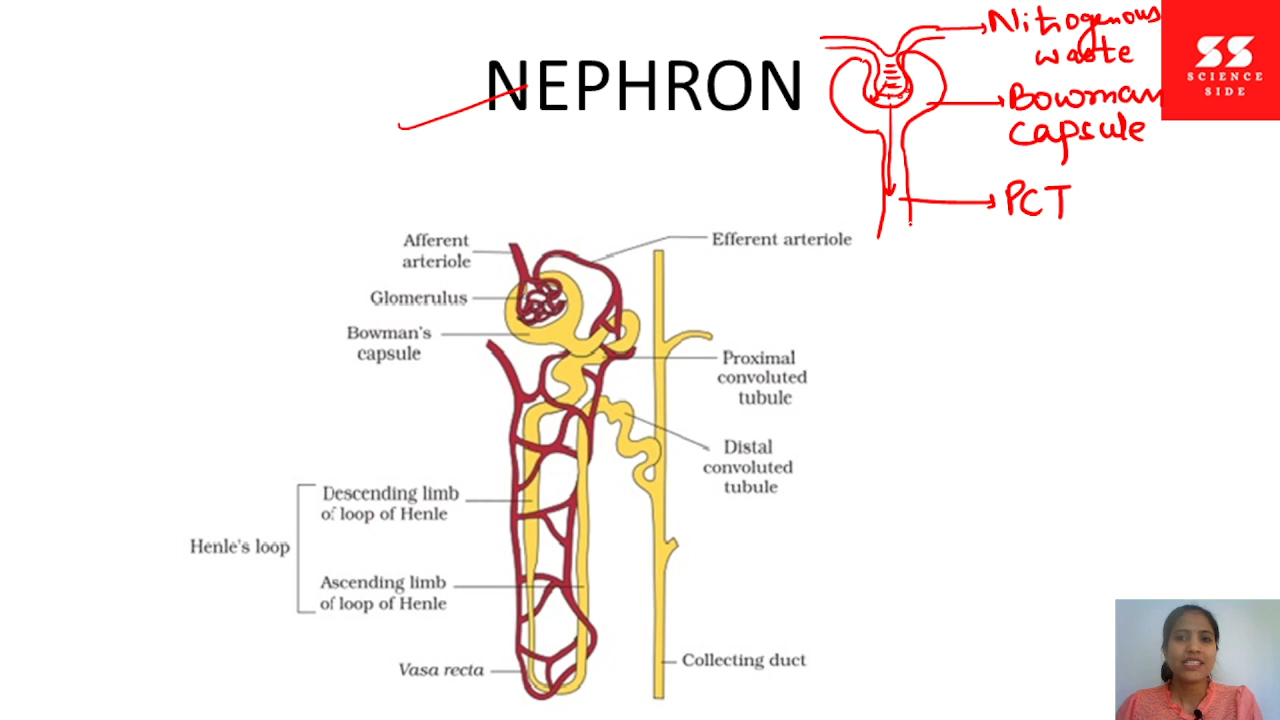 NEPHRON
Nitrogenous
waste
Bowman
capsule
PCT
SS
SCIENCE
SIDE
Afferent
arteriole
Efferent arteriole
Glomerulus
Bowman's
capsule
Proximal
convoluted
tubule
Distal
convoluted
tubule
Descending limb
of loop of Henle
Henle's loop
Ascending limb
of loop of Henle
Vasa recta
Collecting duct